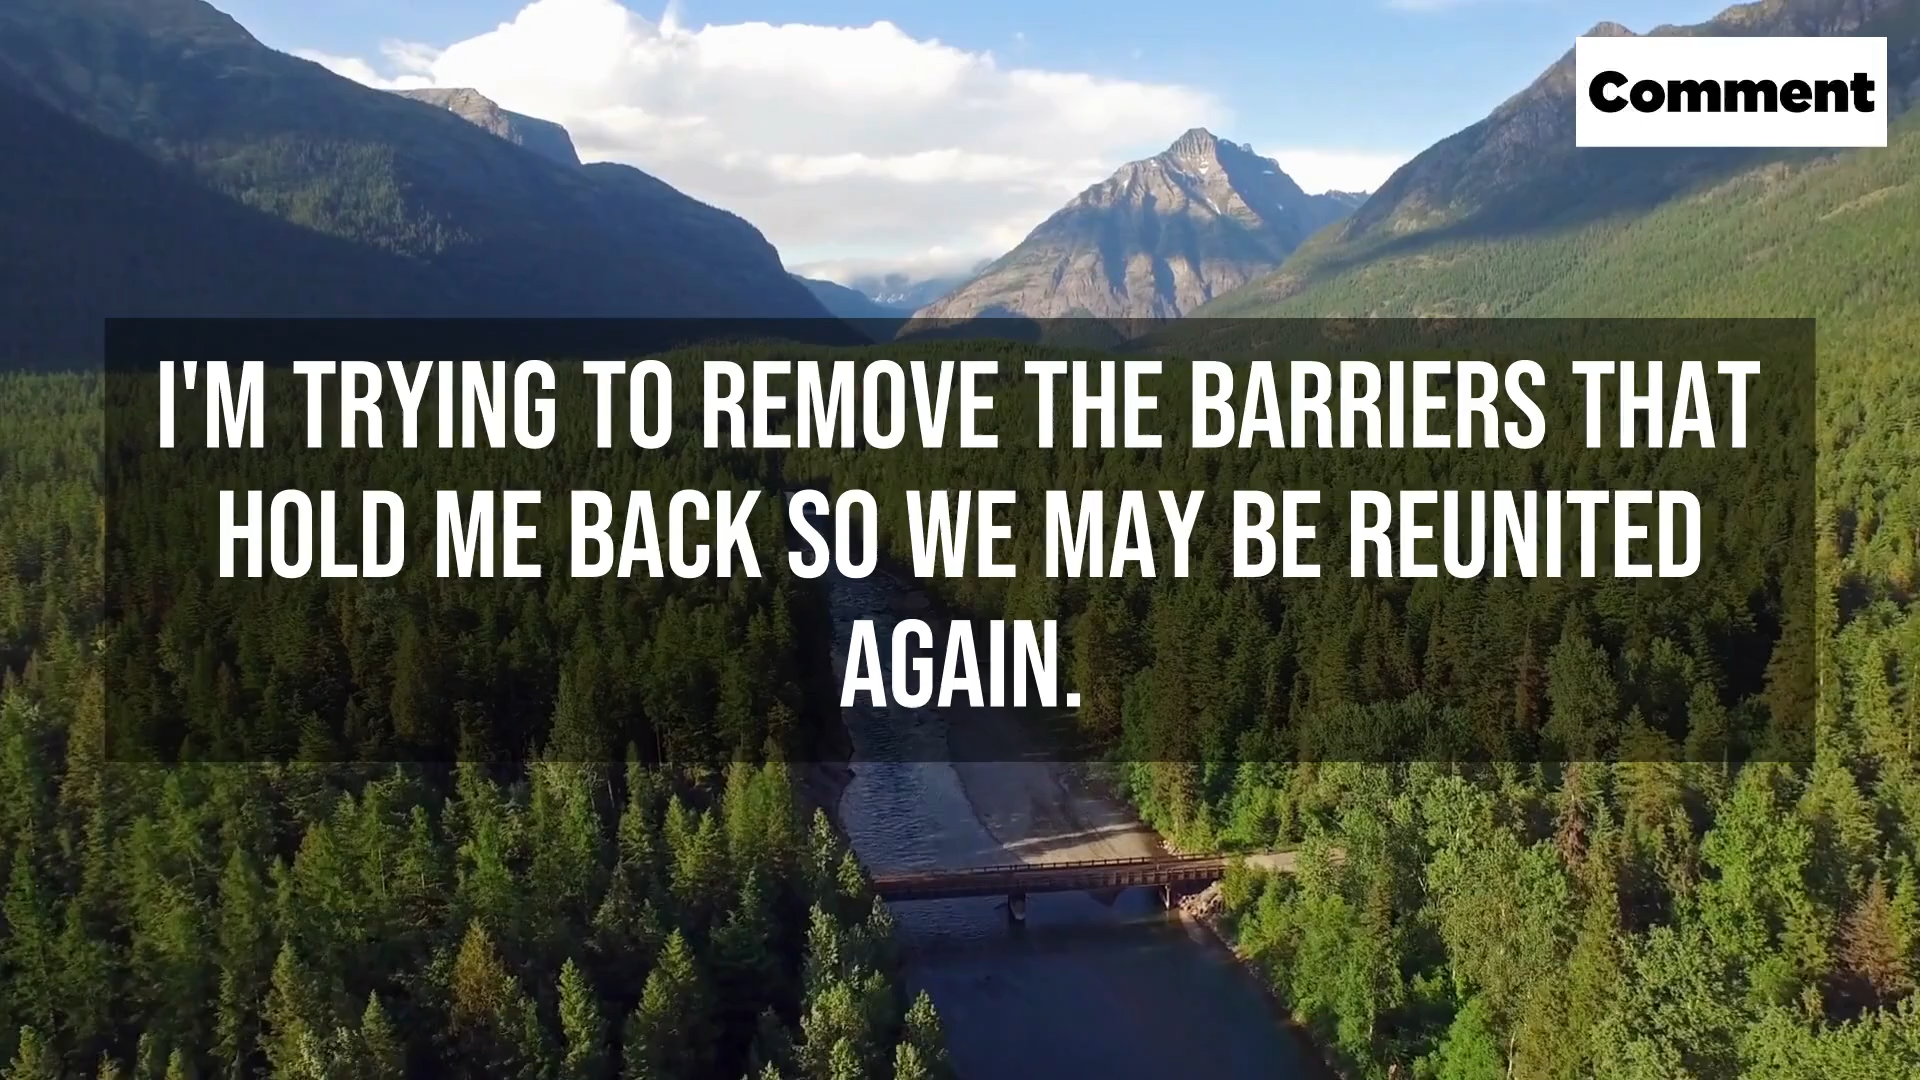 Comment
I'M TRYING TO REMOVE THE BARRIERS THAT
HOLD ME BACK SO WE MAY BE REUNITED
AGAIN.